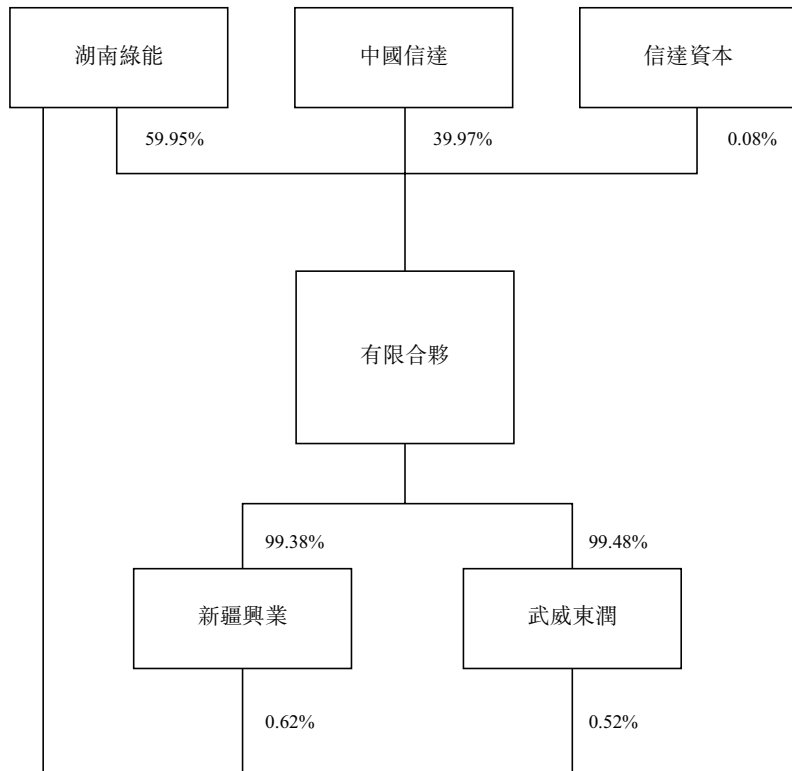 湖南綠能
中國信達
信達資本
59.95%
39.97%
0.08%
有限合夥
99.38%
99.48%
新疆興業
武威東潤
0.62%
0.52%